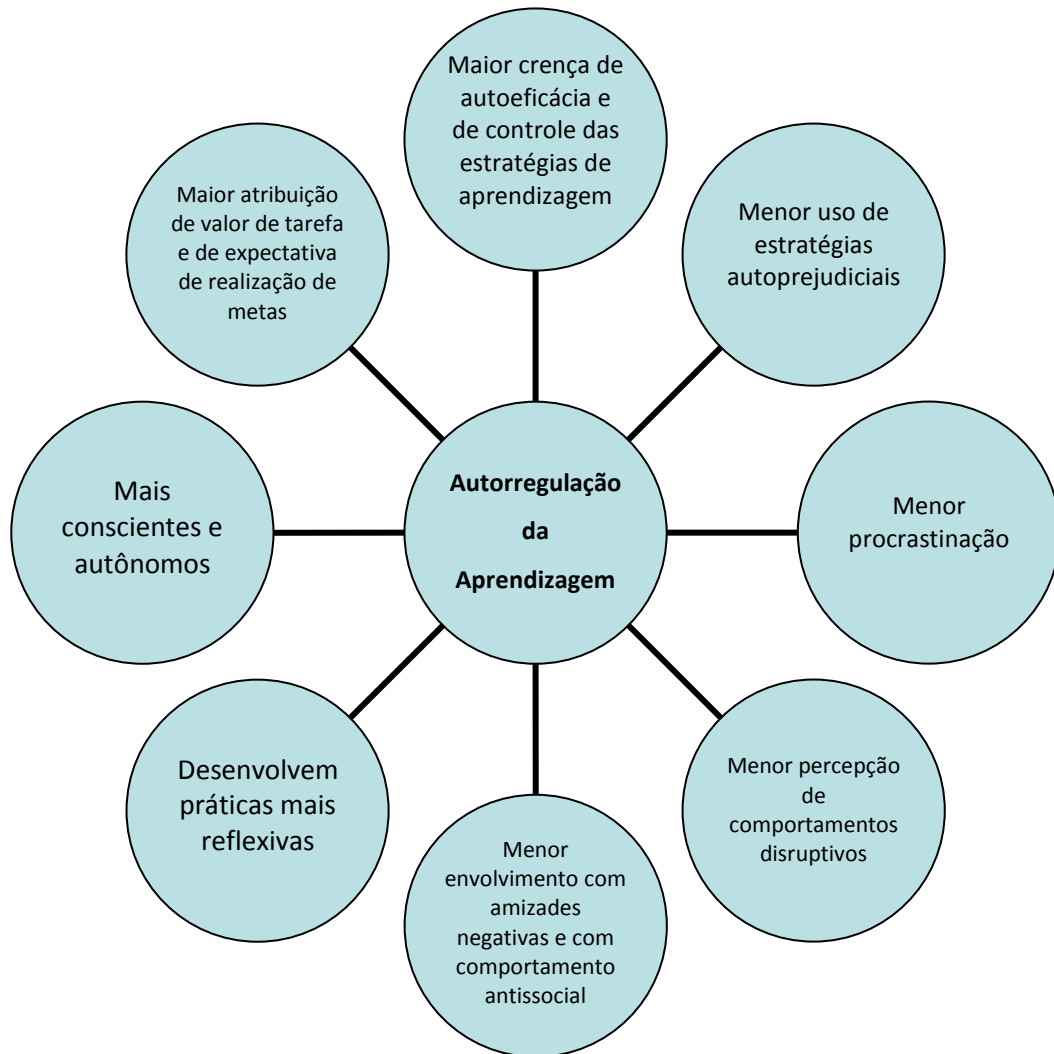 Maior crença de
autoeficácia e
de controle das
estratégias de
aprendizagem
Maior atribuição
de valor de tarefa
e de expectativa
de realização de
metas
Menor uso de
estratégias
autoprejudiciais
Mais
conscientes e
autônomos
Autorregulação
da
Aprendizagem
Menor
procrastinação
Desenvolvem
práticas mais
reflexivas
Menor percepção
de
comportamentos
disruptivos
Menor
envolvimento com
amizades
negativas e com
comportamento
antissocial